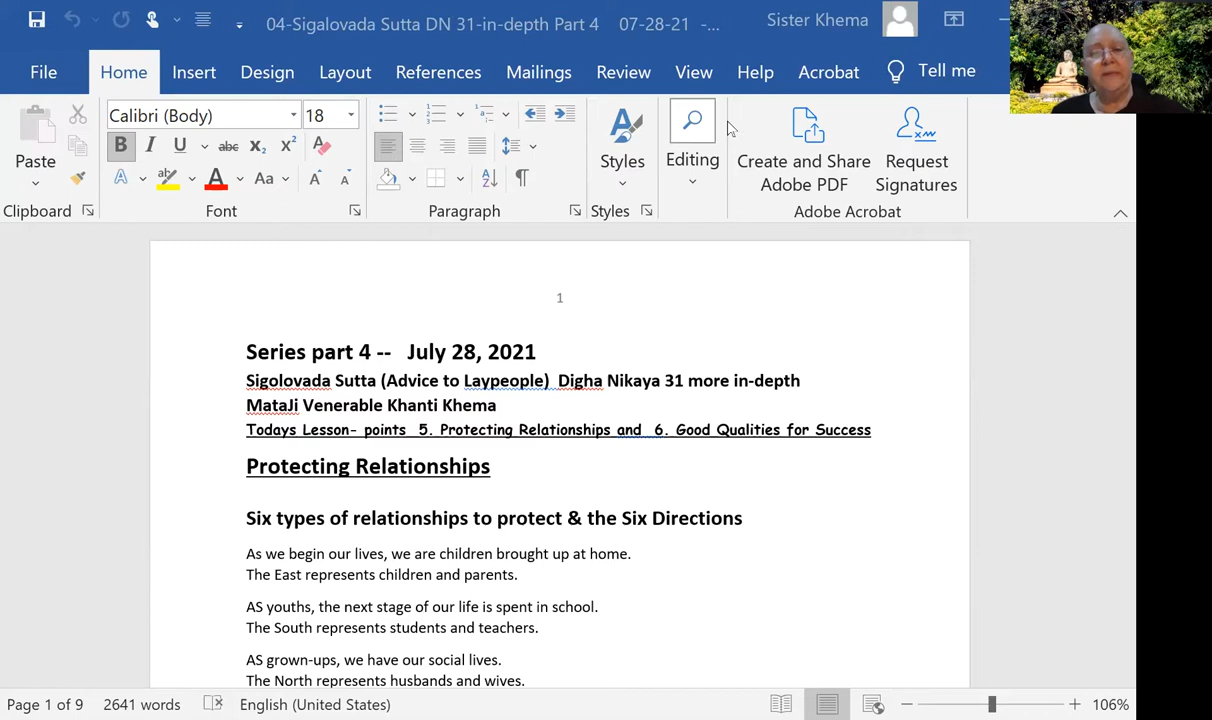 04-Sigalovada Sutta DN 31-in-depth Part 4 07-28-21 -...
Sister Khema
File Home Insert Design Layout References Mailings Review View Help Acrobat Tell me
Calibri (Body) 18
Paste
Styles
Editing
Create and Share Adobe PDF
Request Signatures
Clipboard Font Paragraph Styles Adobe Acrobat
1
Series part 4 -- July 28, 2021
Sigolovada Sutta (Advice to Laypeople) Digha Nikaya 31 more in-depth
MataJi Venerable Khanti Khema
Todays Lesson- points 5. Protecting Relationships and 6. Good Qualities for Success
Protecting Relationships
Six types of relationships to protect & the Six Directions
As we begin our lives, we are children brought up at home.
The East represents children and parents.
AS youths, the next stage of our life is spent in school.
The South represents students and teachers.
AS grown-ups, we have our social lives.
The North represents husbands and wives.
Page 1 of 9 2641 words English (United States) 106%